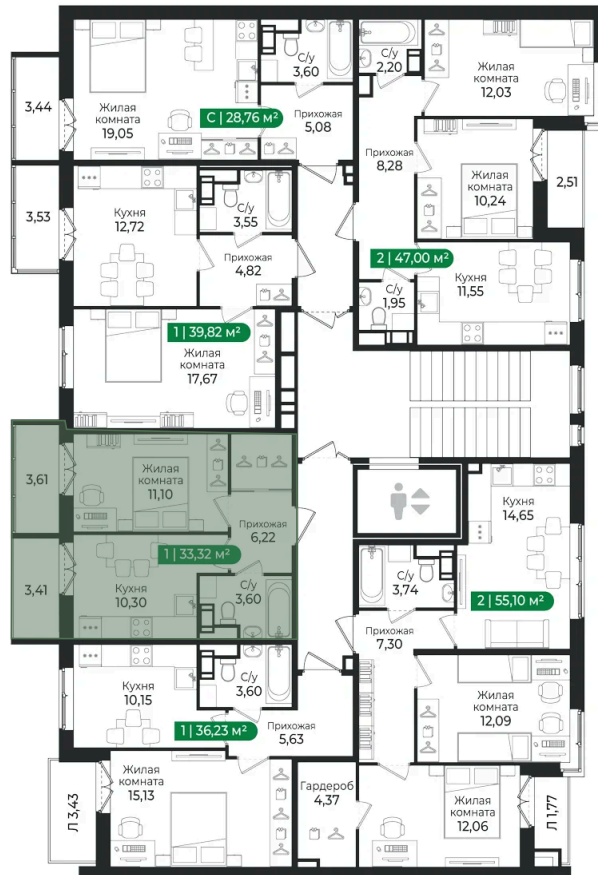 С/у
3,60
С/у
2,20
Жилая
комната
12,03
3,44
Жилая
комната
19,05
С | 28,76 м²
Прихожая
5,08
Прихожая
8,28
Жилая
комната
10,24
2,51
3,53
Кухня
12,72
С/у
3,55
Прихожая
4,82
2 | 47,00 м²
С/у
1,95
11,55
1 | 39,82 м²
Жилая
комната
17,67
3,61
Жилая
комната
11,10
Прихожая
6,22
1 | 33,32 м²
3,41
Кухня
10,30
С/у
3,60
Кухня
14,65
С/у
3,74
2 | 55,10 м²
Прихожая
7,30
Кухня
10,15
С/у
3,60
1 | 36,23 м²
Прихожая
5,63
Жилая
комната
12,09
Л 3,43
Жилая
комната
15,13
Гардероб
4,37
Жилая
комната
12,06
Л 1,77